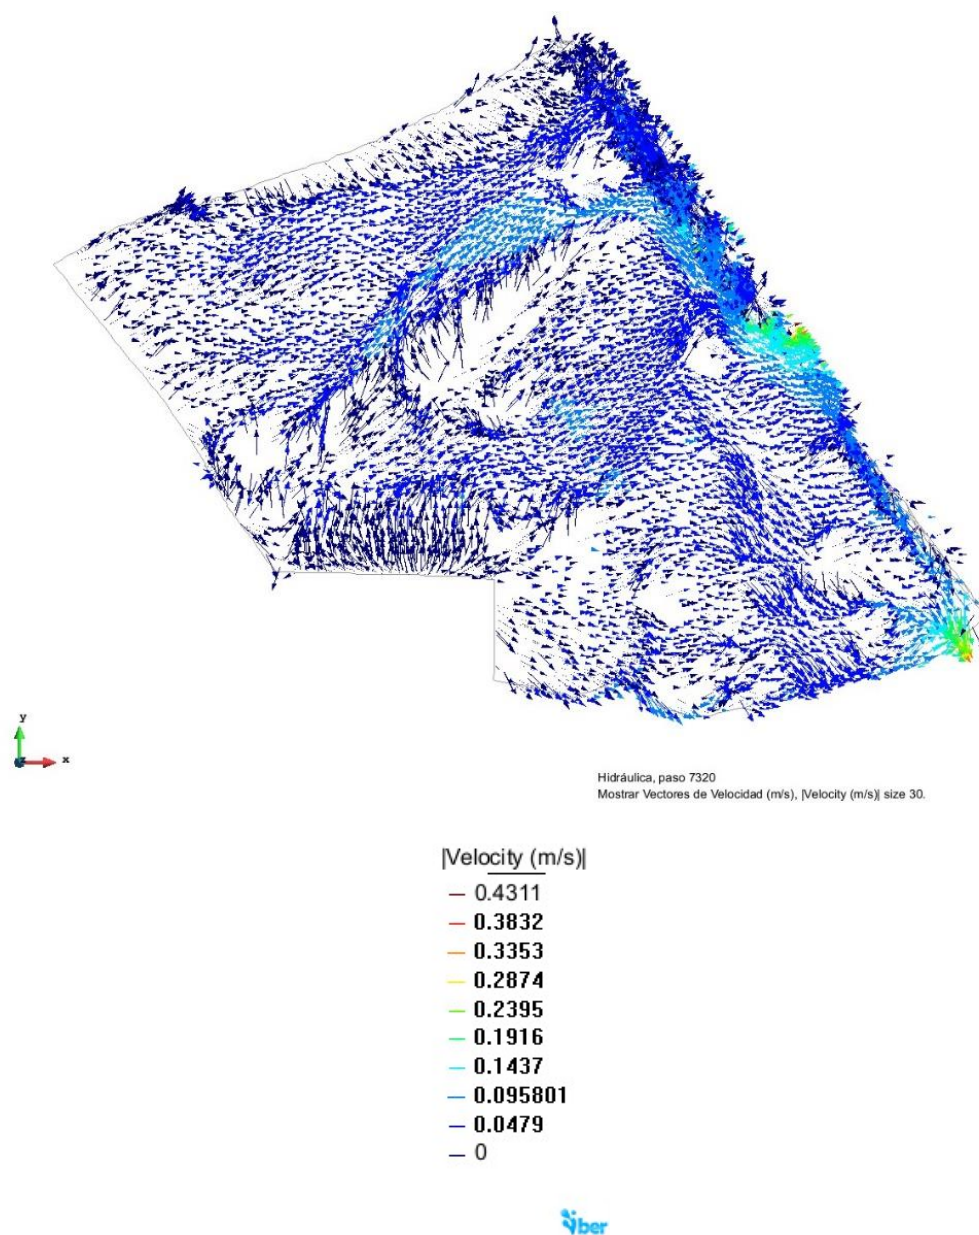 y
x
Hidráulica, paso 7320
Mostrar Vectores de Velocidad (m/s), |Velocity (m/s)| size 30.
|Velocity (m/s)|
0.4311
0.3832
0.3353
0.2874
0.2395
0.1916
0.1437
0.095801
0.0479
0
iber